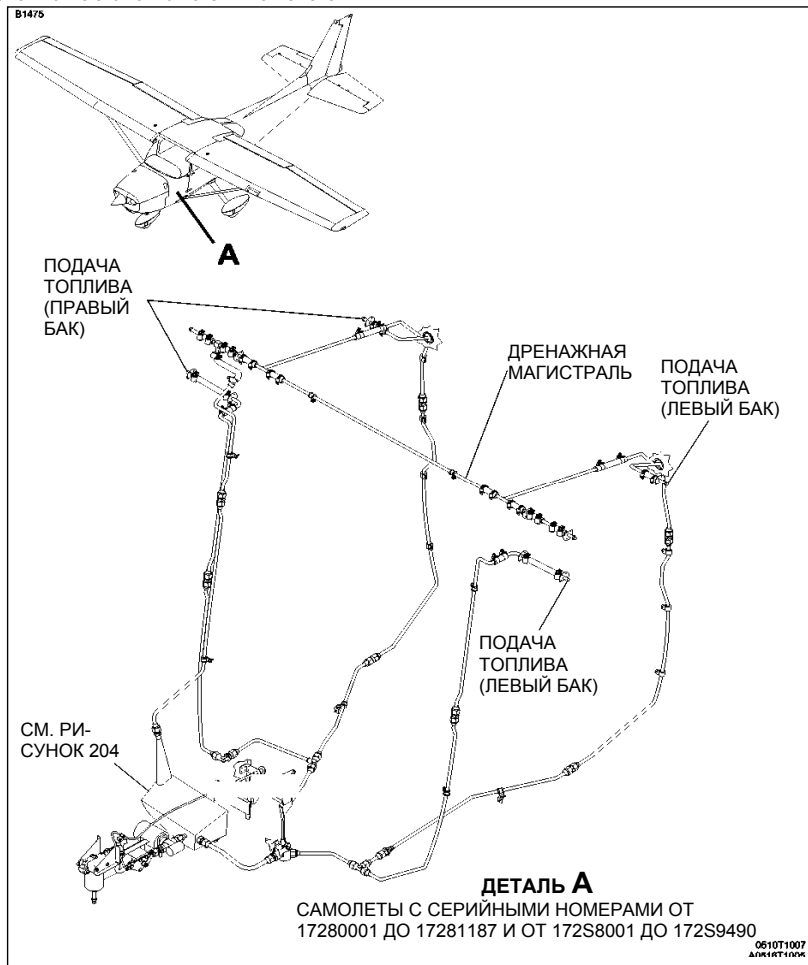 B1475
A
ПОДАЧА
ТОПЛИВА
(ПРАВЫЙ
БАК)
ДРЕНАЖНАЯ
МАГИСТРАЛЬ
ПОДАЧА
ТОПЛИВА
(ЛЕВЫЙ БАК)
ПОДАЧА
ТОПЛИВА
(ЛЕВЫЙ БАК)
СМ. РИ-
СУНОК 204
ДЕТАЛЬ A
САМОЛЕТЫ С СЕРИЙНЫМИ НОМЕРАМИ ОТ
17280001 ДО 17281187 И ОТ 172S8001 ДО 172S9490
0510T1007
A0516T1005